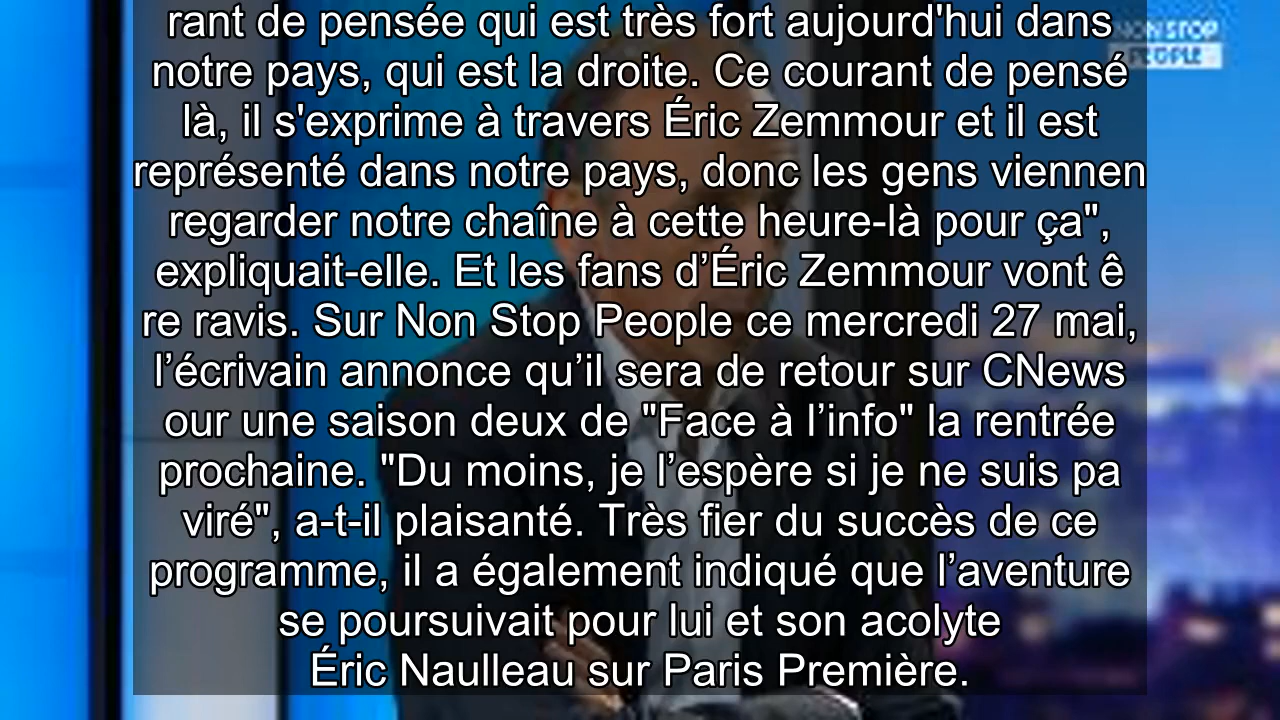 rant de pensée qui est très fort aujourd'hui dans
notre pays, qui est la droite. Ce courant de pensé
là, il s'exprime à travers Éric Zemmour et il est
représenté dans notre pays, donc les gens viennen
regarder notre chaîne à cette heure-là pour ça",
expliquait-elle. Et les fans d’Éric Zemmour vont ê
re ravis. Sur Non Stop People ce mercredi 27 mai,
l’écrivain annonce qu’il sera de retour sur CNews
our une saison deux de "Face à l’info" la rentrée
prochaine. "Du moins, je l’espère si je ne suis pa
viré", a-t-il plaisanté. Très fier du succès de ce
programme, il a également indiqué que l’aventure
se poursuivait pour lui et son acolyte
Éric Naulleau sur Paris Première.
NON STOP
PEOPLE